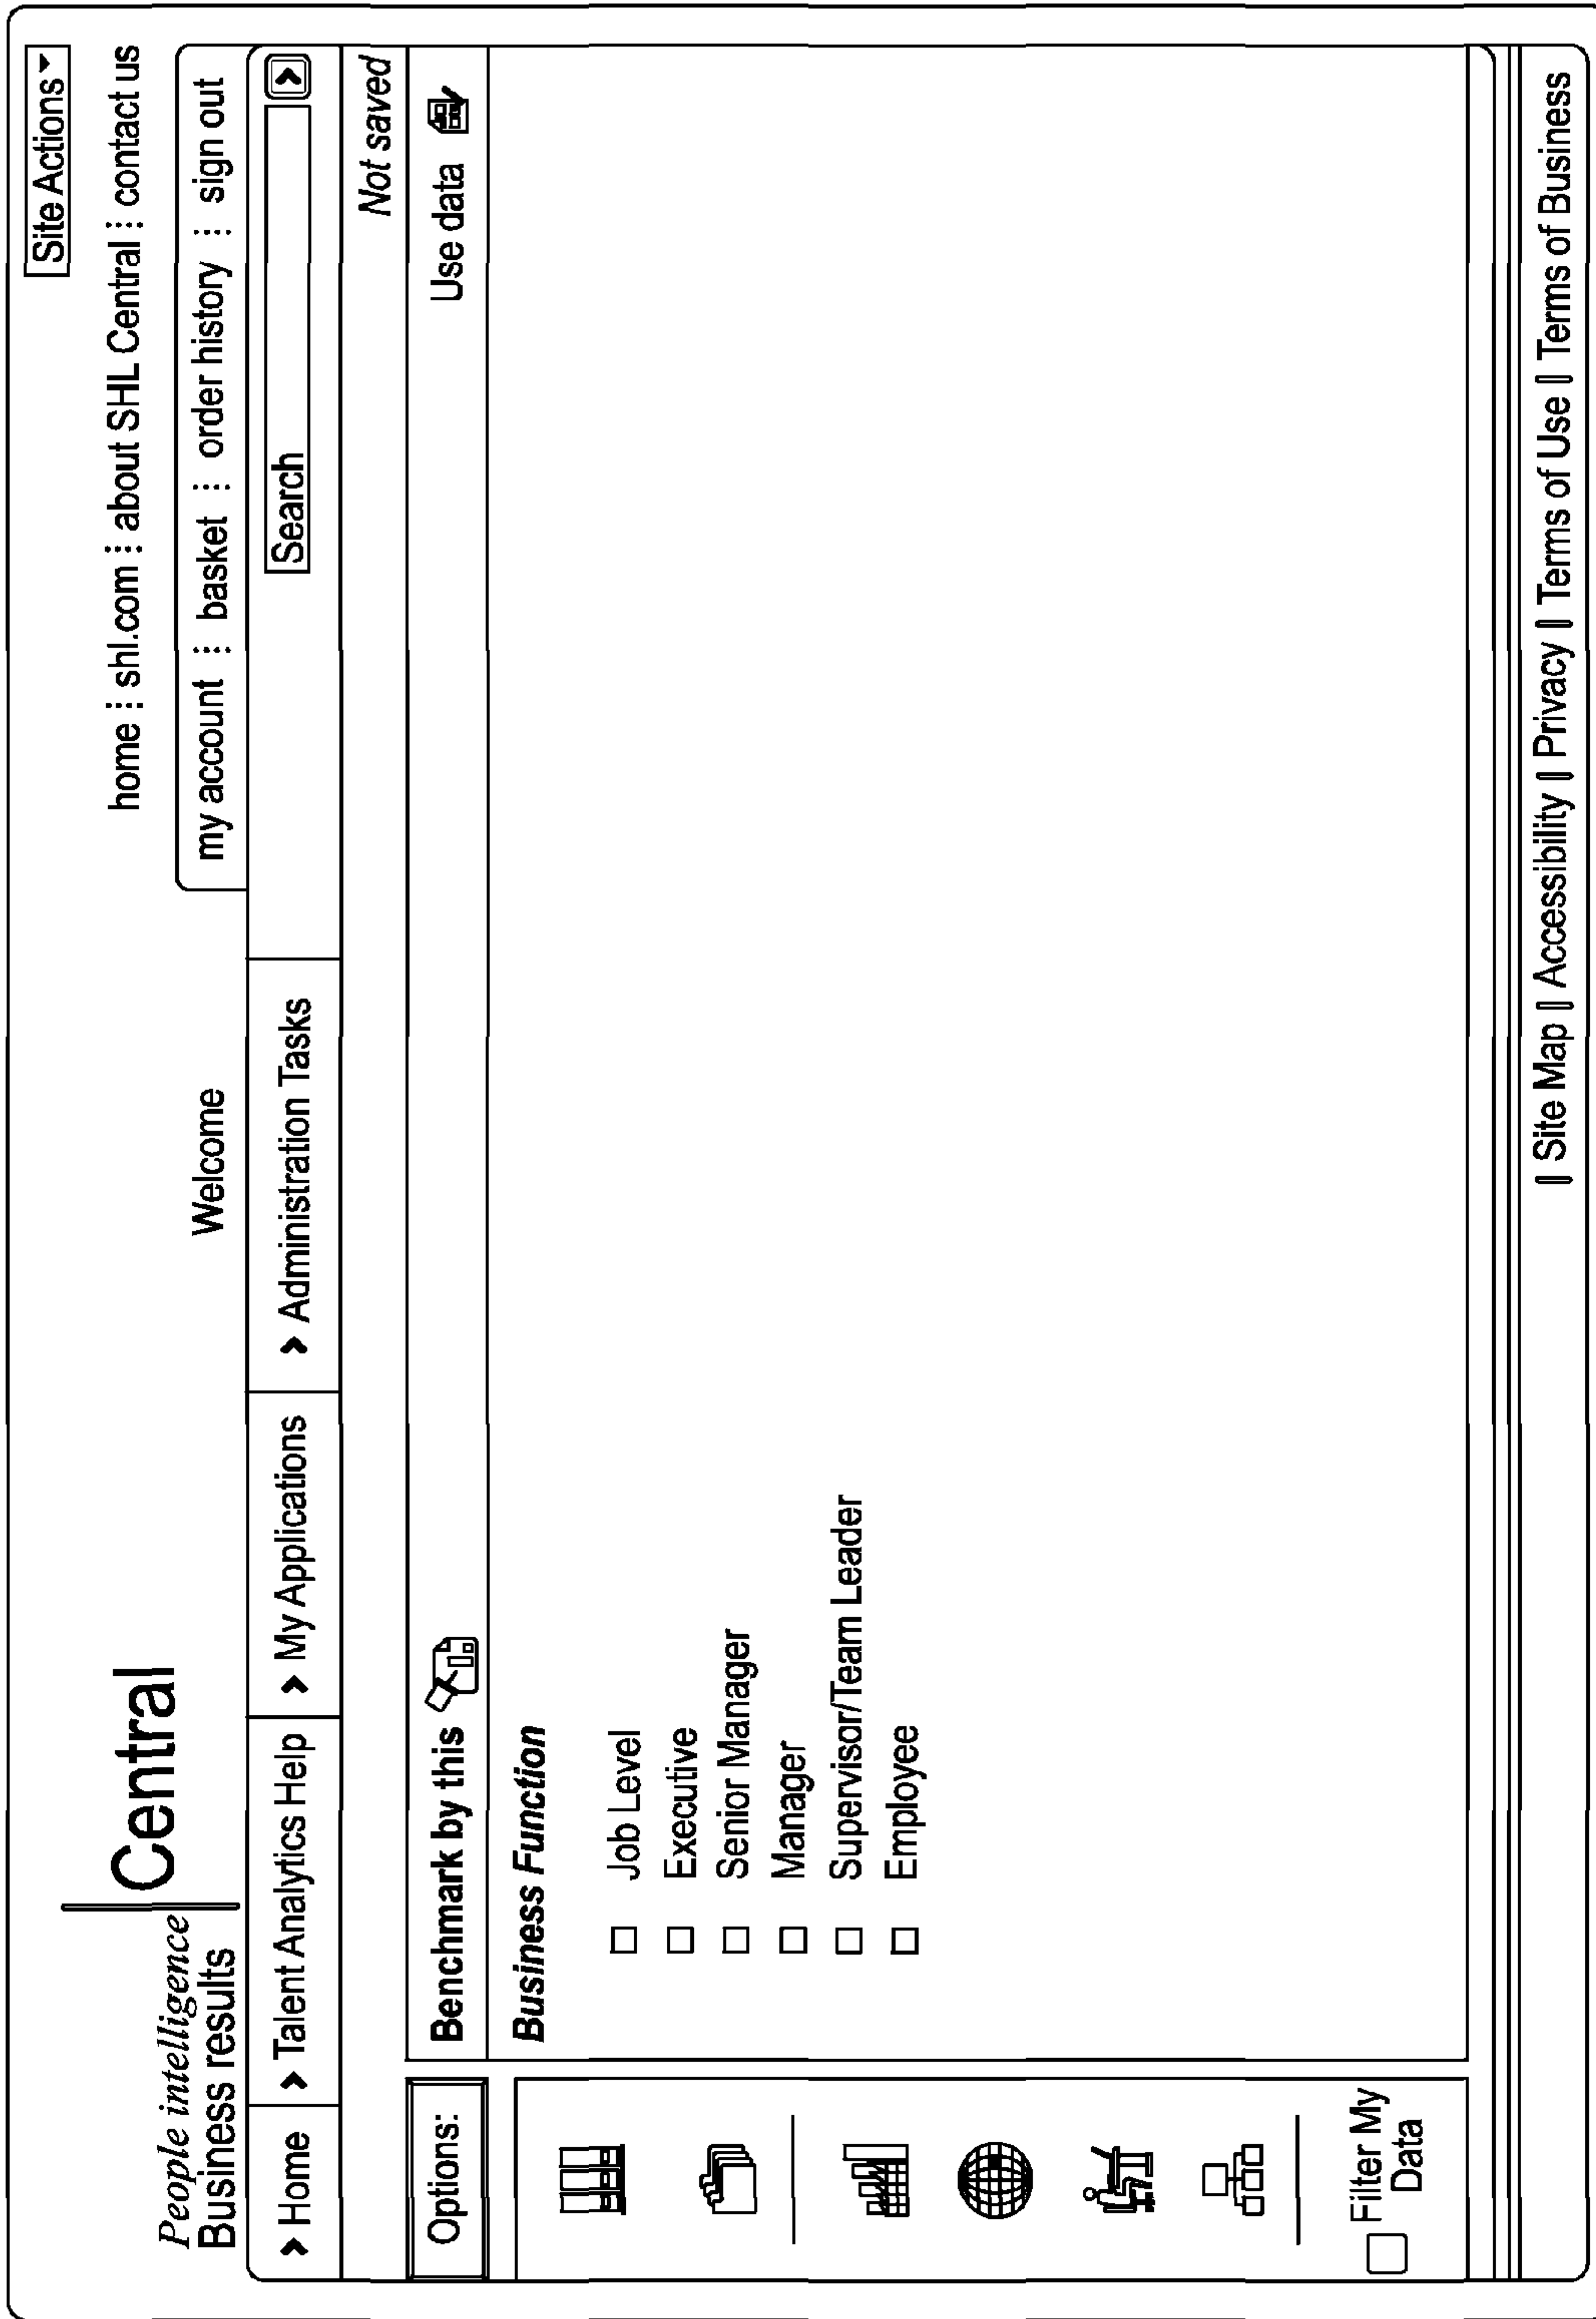 Site Actions
home ⋮ shl.com ⋮ about SHL Central ⋮ contact us
People intelligence
Business results
Central
Welcome
my account ⋮ basket ⋮ order history ⋮ sign out
Home
Talent Analytics Help
My Applications
Administration Tasks
Search
Not saved
Options:
Benchmark by this
Use data
Business Function
Job Level
Executive
Senior Manager
Manager
Supervisor/Team Leader
Employee
Filter My
Data
| Site Map | Accessibility | Privacy | Terms of Use | Terms of Business